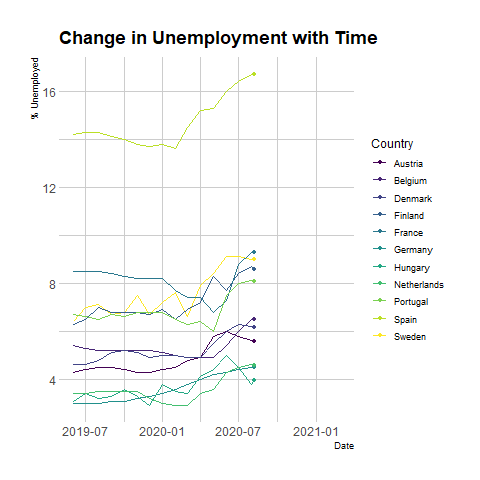 Change in Unemployment with Time
% Unemployed
16
12
8
4
2019-07 2020-01 2020-07 2021-01
Date
Country
Austria
Belgium
Denmark
Finland
France
Germany
Hungary
Netherlands
Portugal
Spain
Sweden